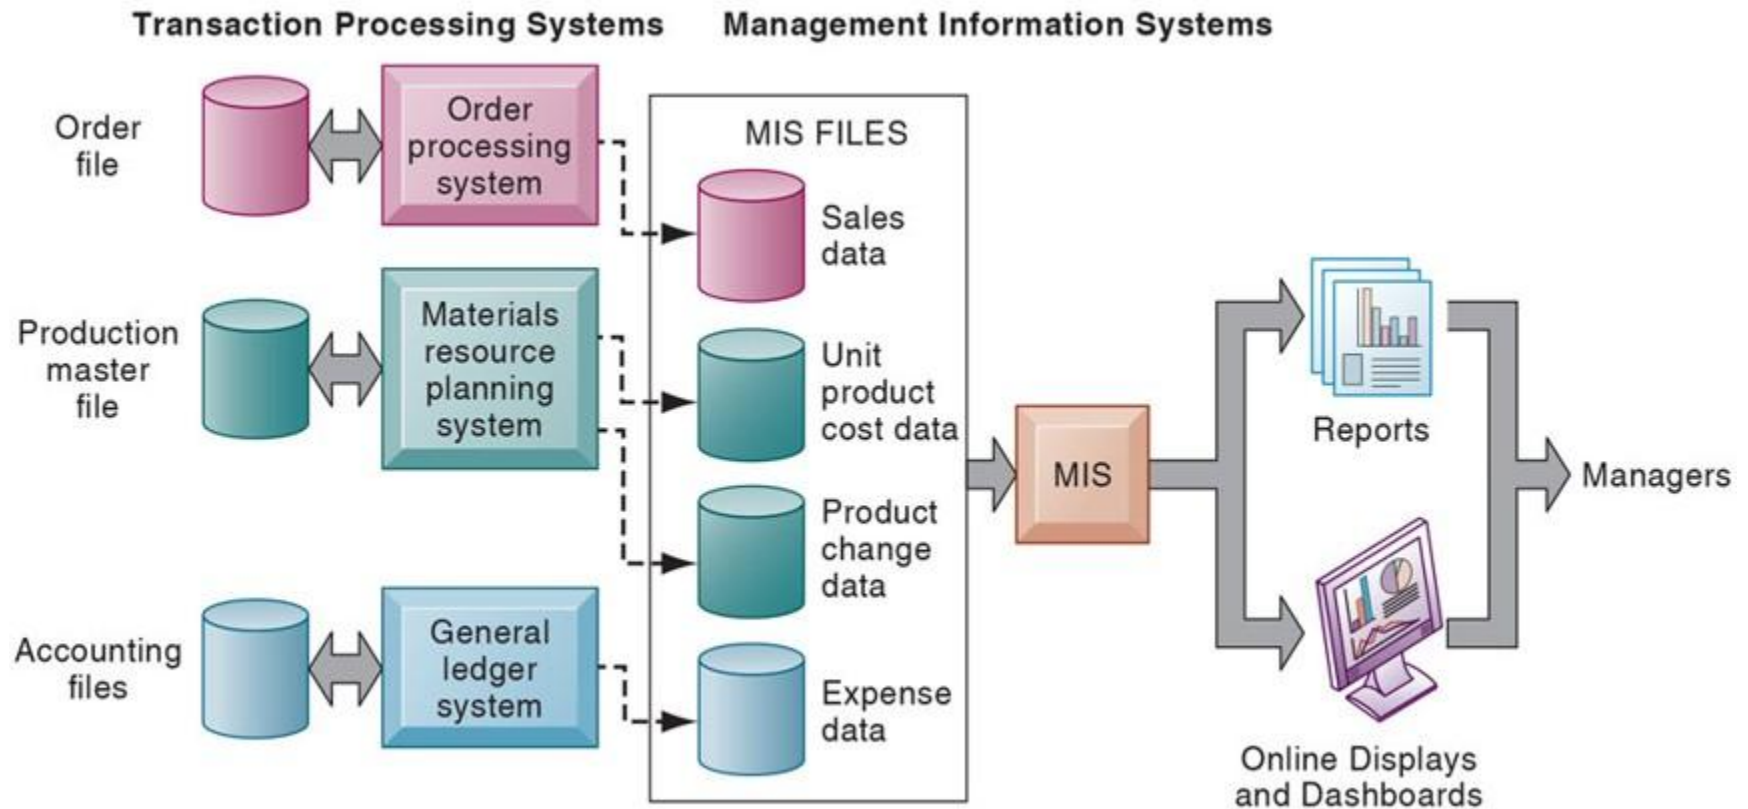 Transaction Processing Systems
Management Information Systems
Order
file
Order
processing
system
MIS FILES
Sales
data
Production
master
file
Materials
resource
planning
system
Unit
product
cost data
Product
change
data
Accounting
files
General
ledger
system
Expense
data
MIS
Reports
Online Displays
and Dashboards
Managers